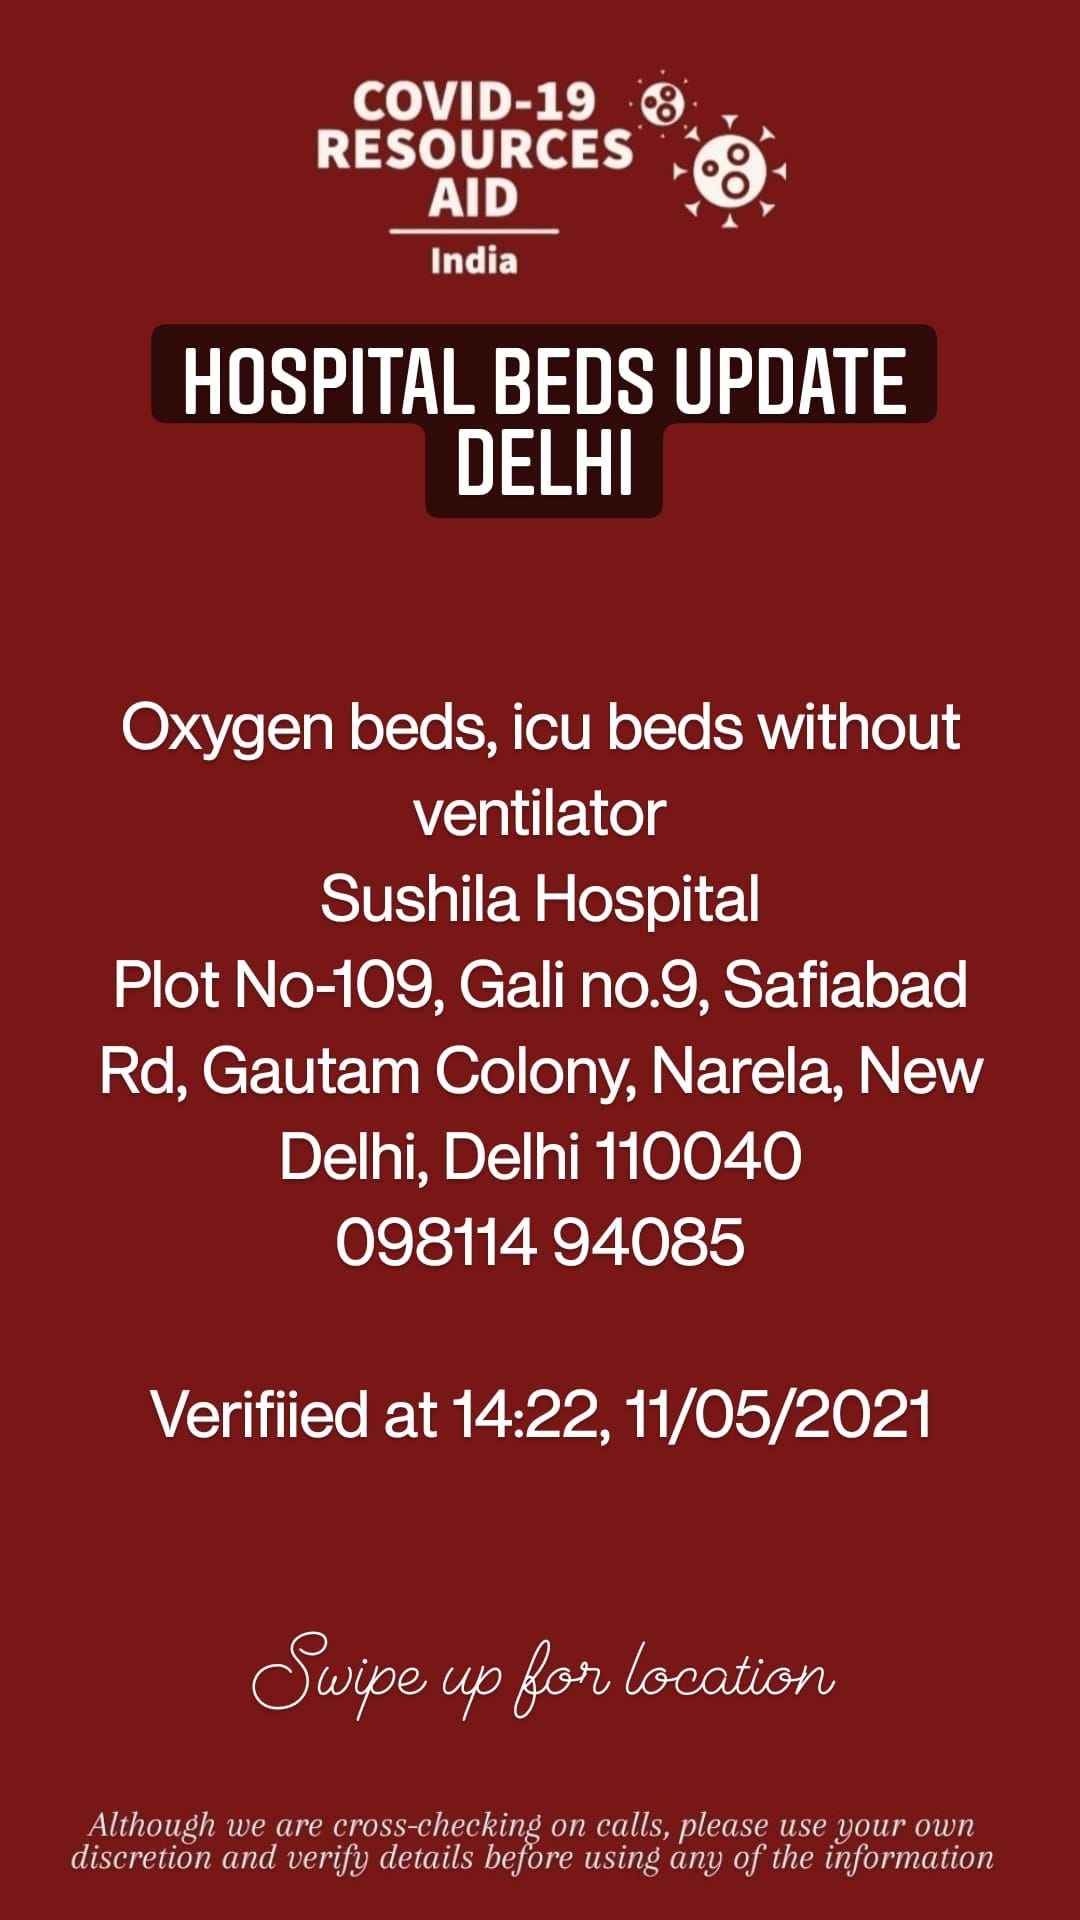 COVID-19
RESOURCES
AID
India
HOSPITAL BEDS UPDATE
DELHI
Oxygen beds, icu beds without
ventilator
Sushila Hospital
Plot No-109, Gali no.9, Safiabad
Rd, Gautam Colony, Narela, New
Delhi, Delhi 110040
098114 94085
Verifiied at 14:22, 11/05/2021
Swipe up for location
Although we are cross-checking on calls, please use your own
discretion and verify details before using any of the information